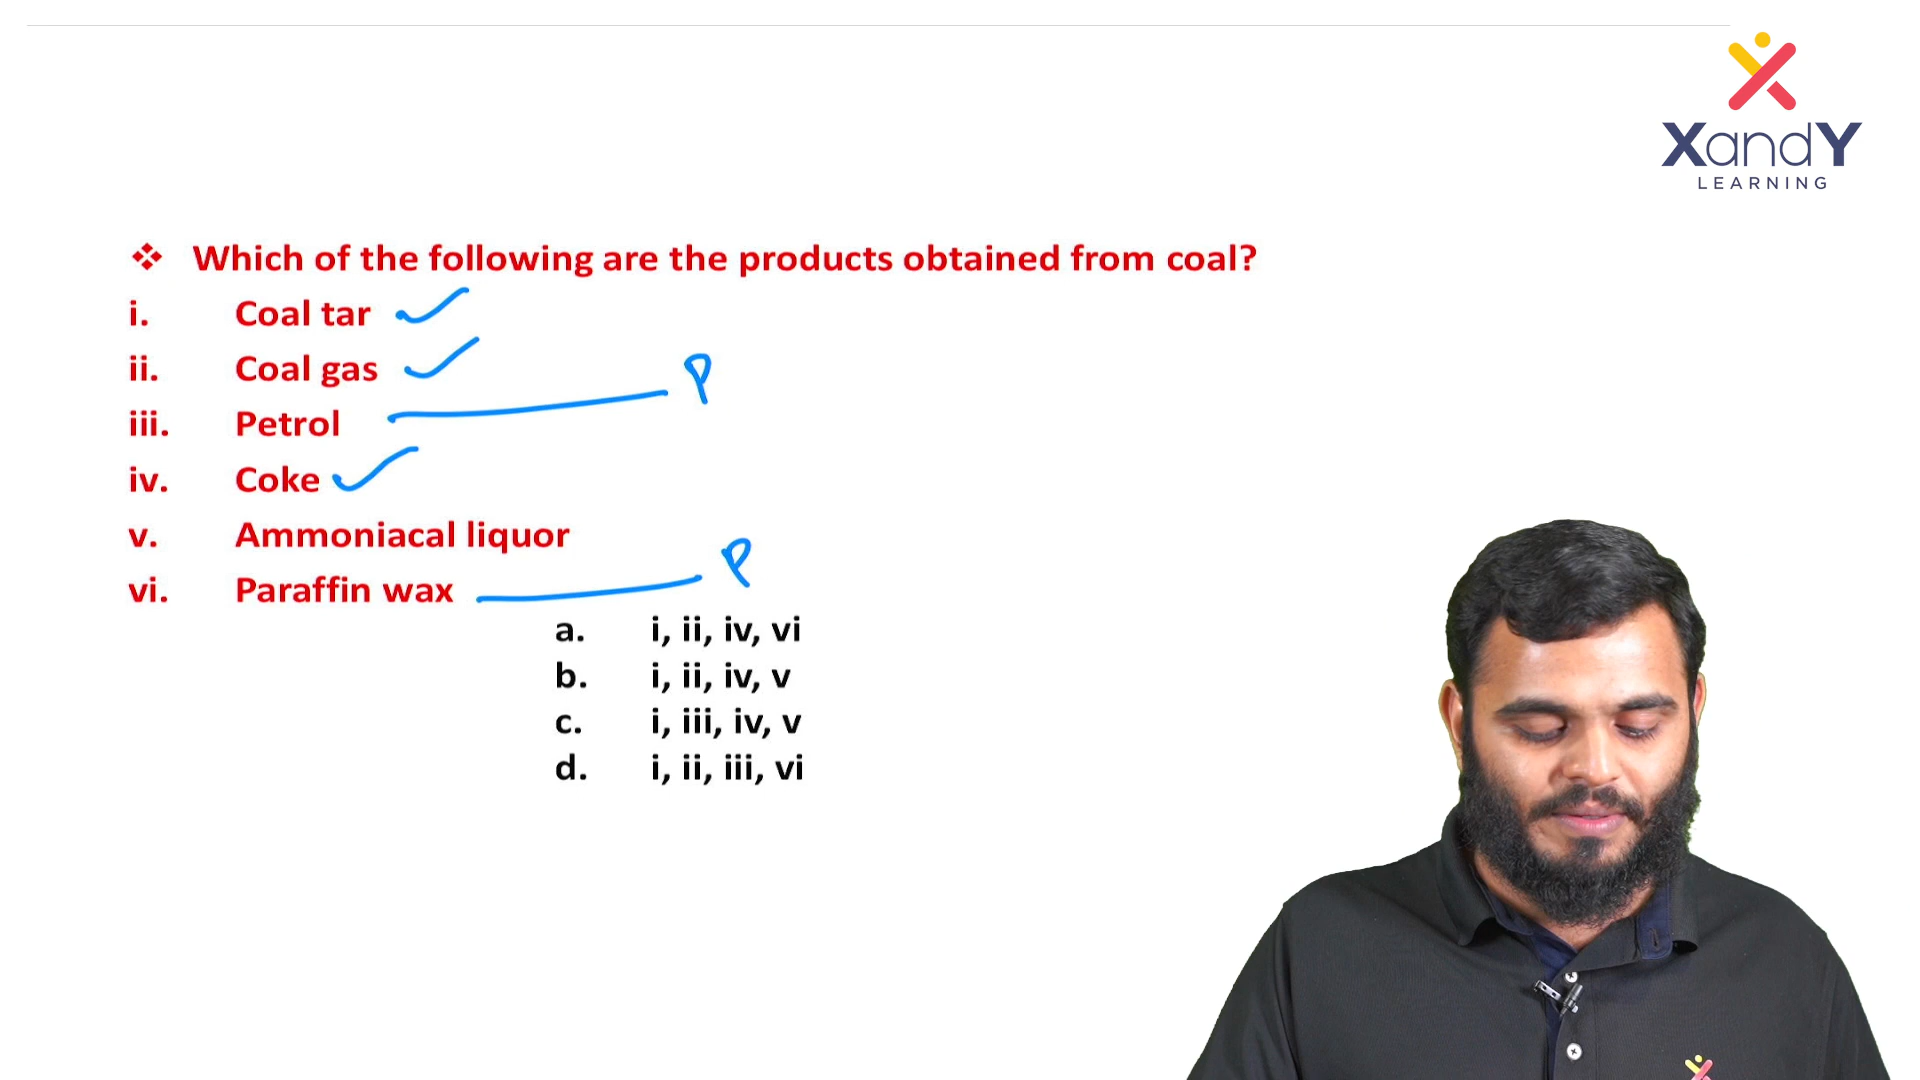 XandY
LEARNING
❖ Which of the following are the products obtained from coal?
i. Coal tar
ii. Coal gas
P
iii. Petrol
iv. Coke
v. Ammoniacal liquor
P
vi. Paraffin wax
a. i, ii, iv, vi
b. i, ii, iv, v
c. i, iii, iv, v
d. i, ii, iii, vi